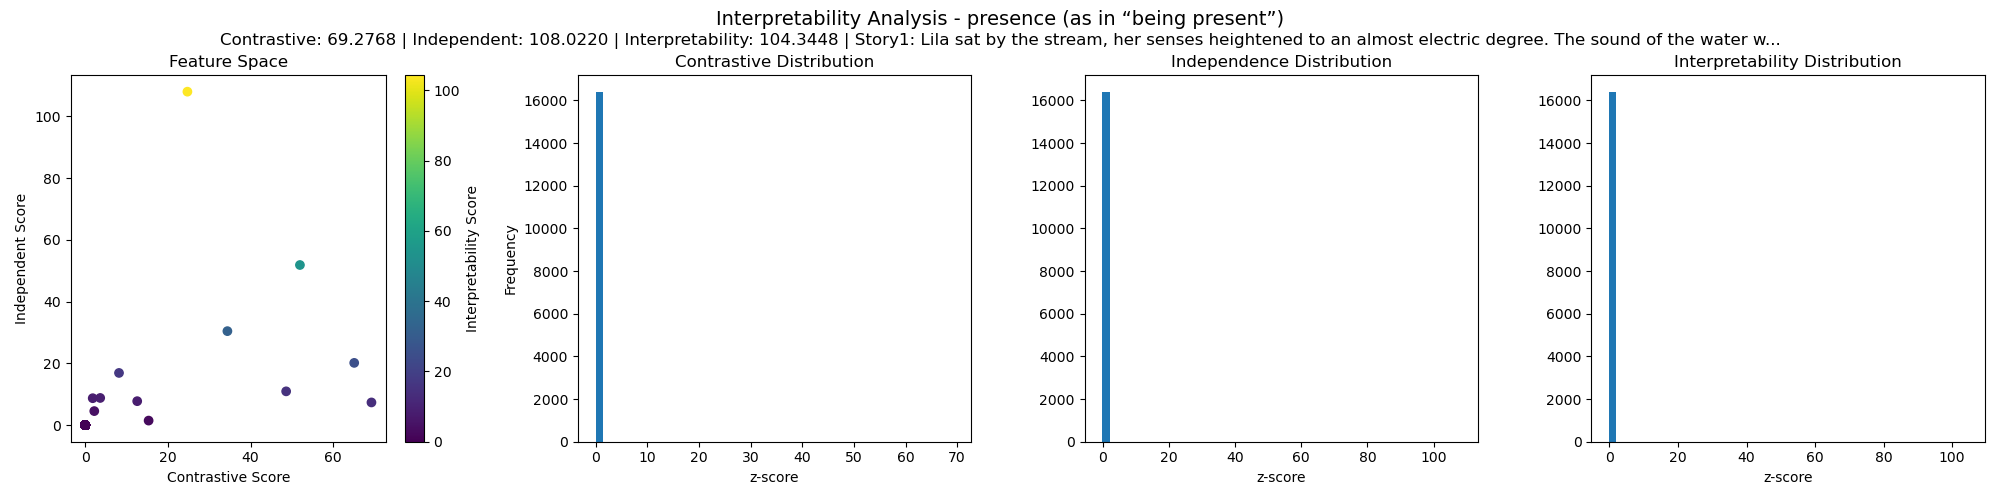 Interpretability Analysis - presence (as in “being present”)
Contrastive: 69.2768 | Independent: 108.0220 | Interpretability: 104.3448 | Story1: Lila sat by the stream, her senses heightened to an almost electric degree. The sound of the water w...
Feature Space
100
80
60
40
20
0
Independent Score
0 20 40 60
Contrastive Score
100
80
60
40
20
0
Interpretability Score
Contrastive Distribution
16000
14000
12000
10000
8000
6000
4000
2000
0
Frequency
0 10 20 30 40 50 60 70
z-score
Independence Distribution
16000
14000
12000
10000
8000
6000
4000
2000
0
0 20 40 60 80 100
z-score
Interpretability Distribution
16000
14000
12000
10000
8000
6000
4000
2000
0
0 20 40 60 80 100
z-score